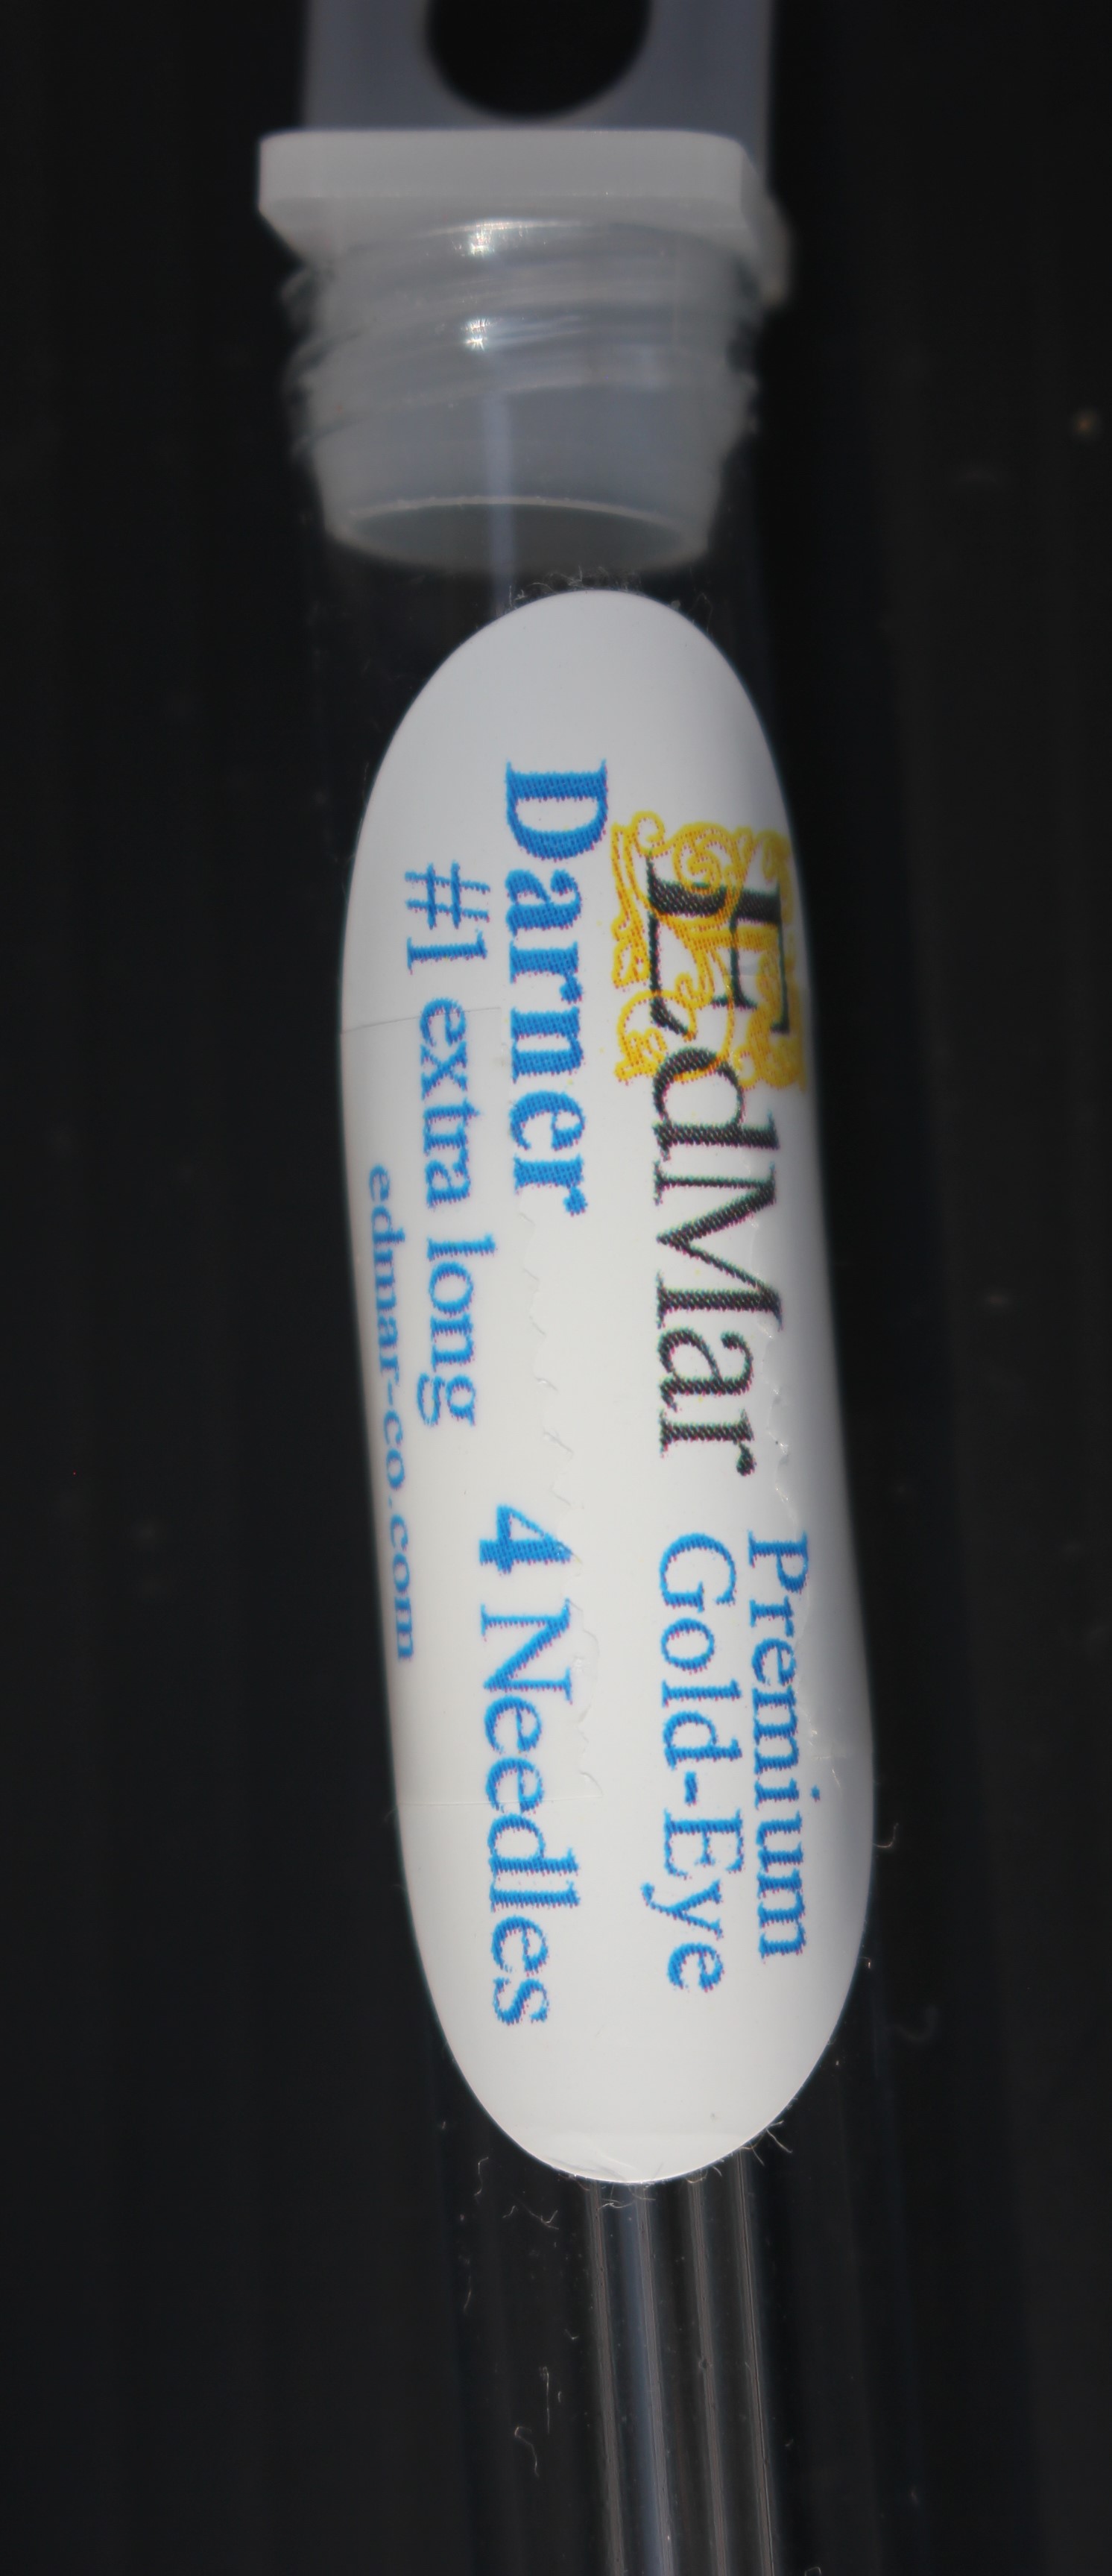 EdMar
Premium
Gold-Eye
Darner
4 Needles
#1 extra long
edmar-co.com